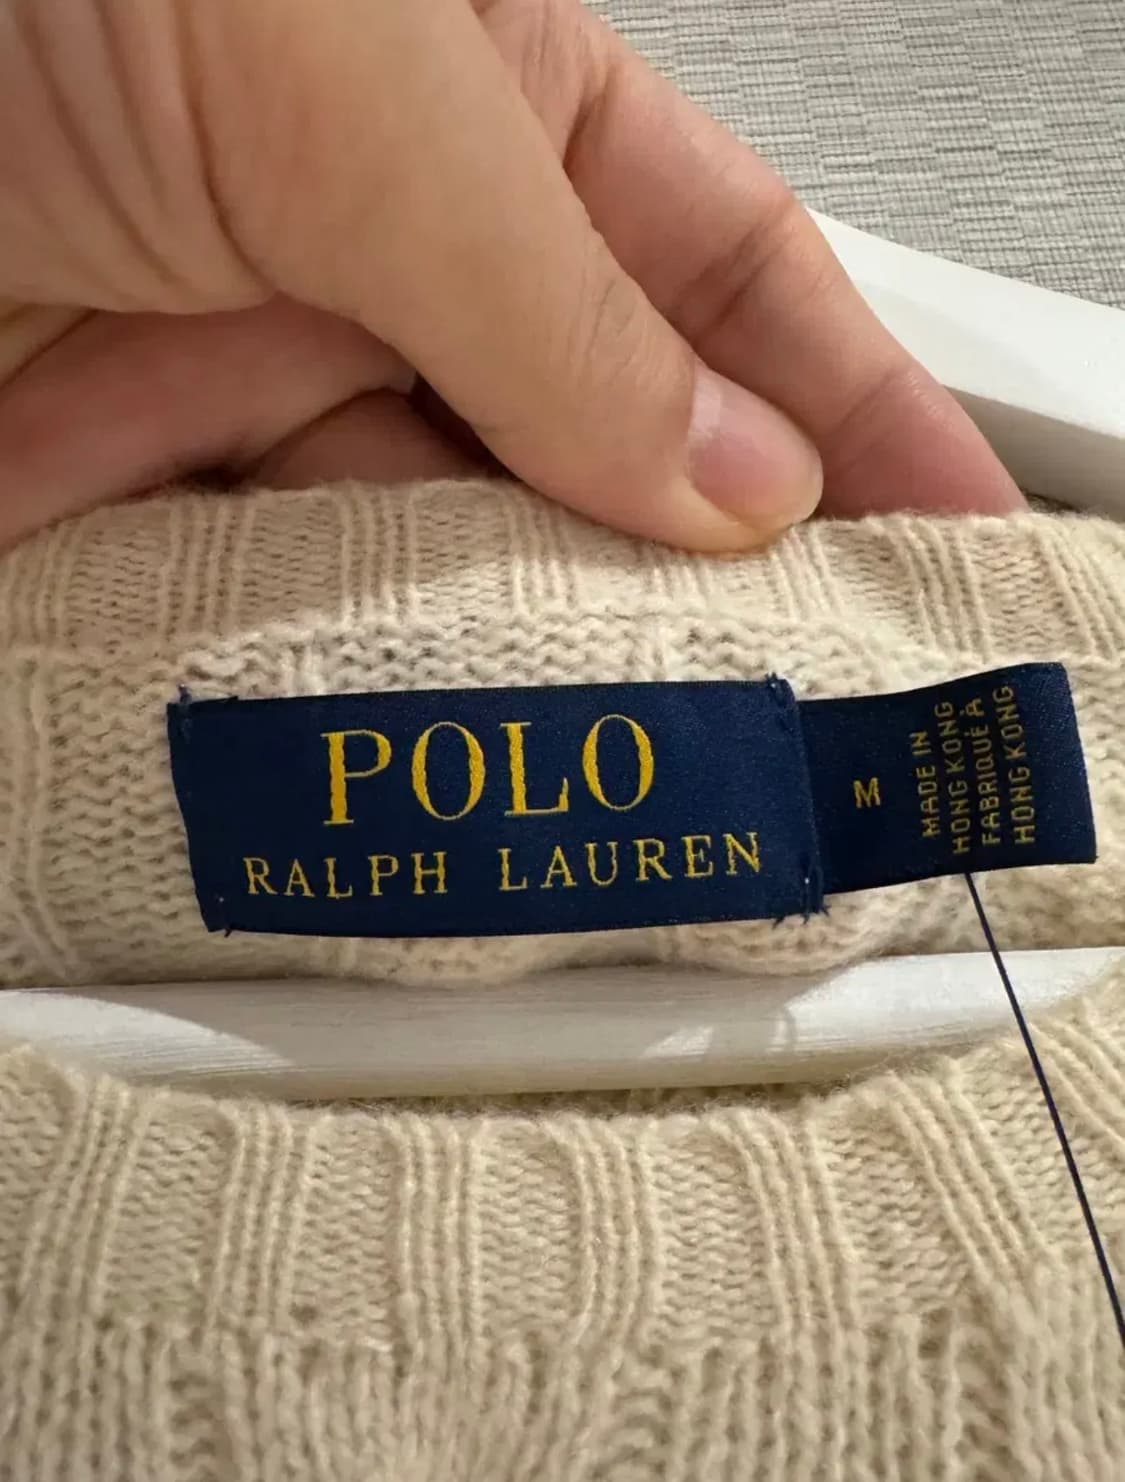 POLO
RALPH LAUREN
M
MADE IN
HONG KONG
FABRIQUÉ À
HONG KONG